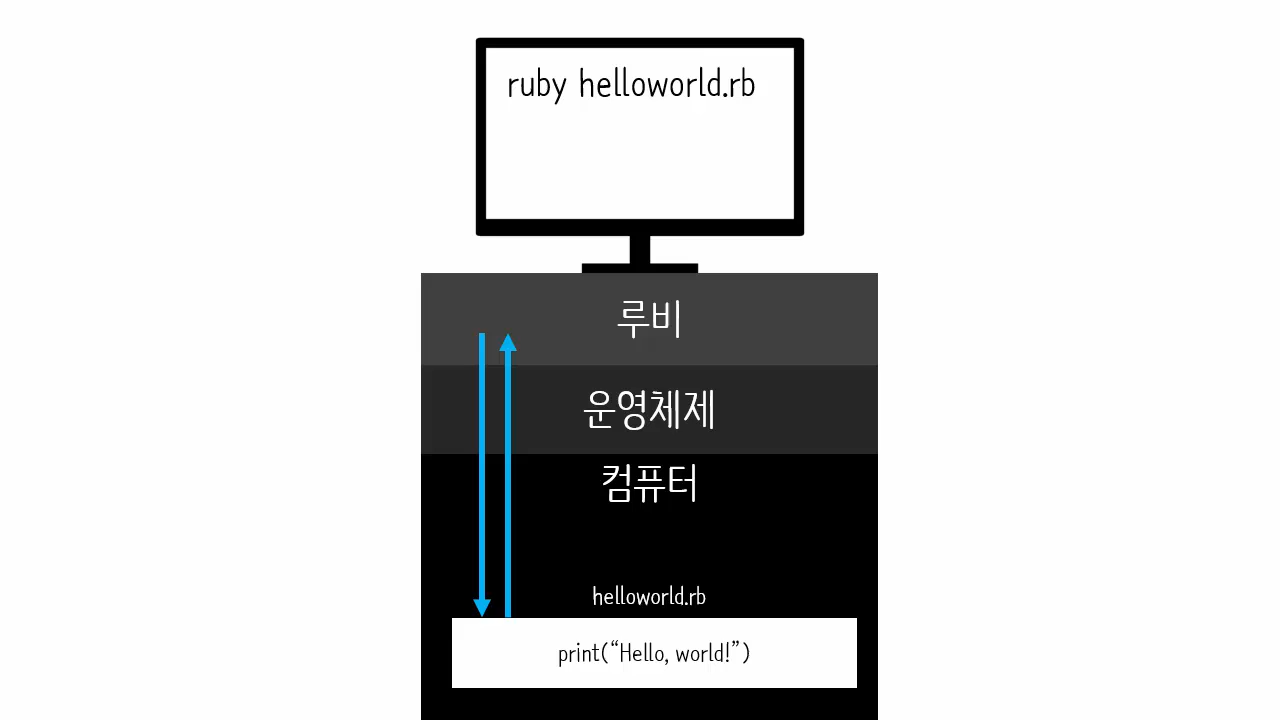 ruby helloworld.rb
루비
운영체제
컴퓨터
helloworld.rb
print(“Hello, world!”)